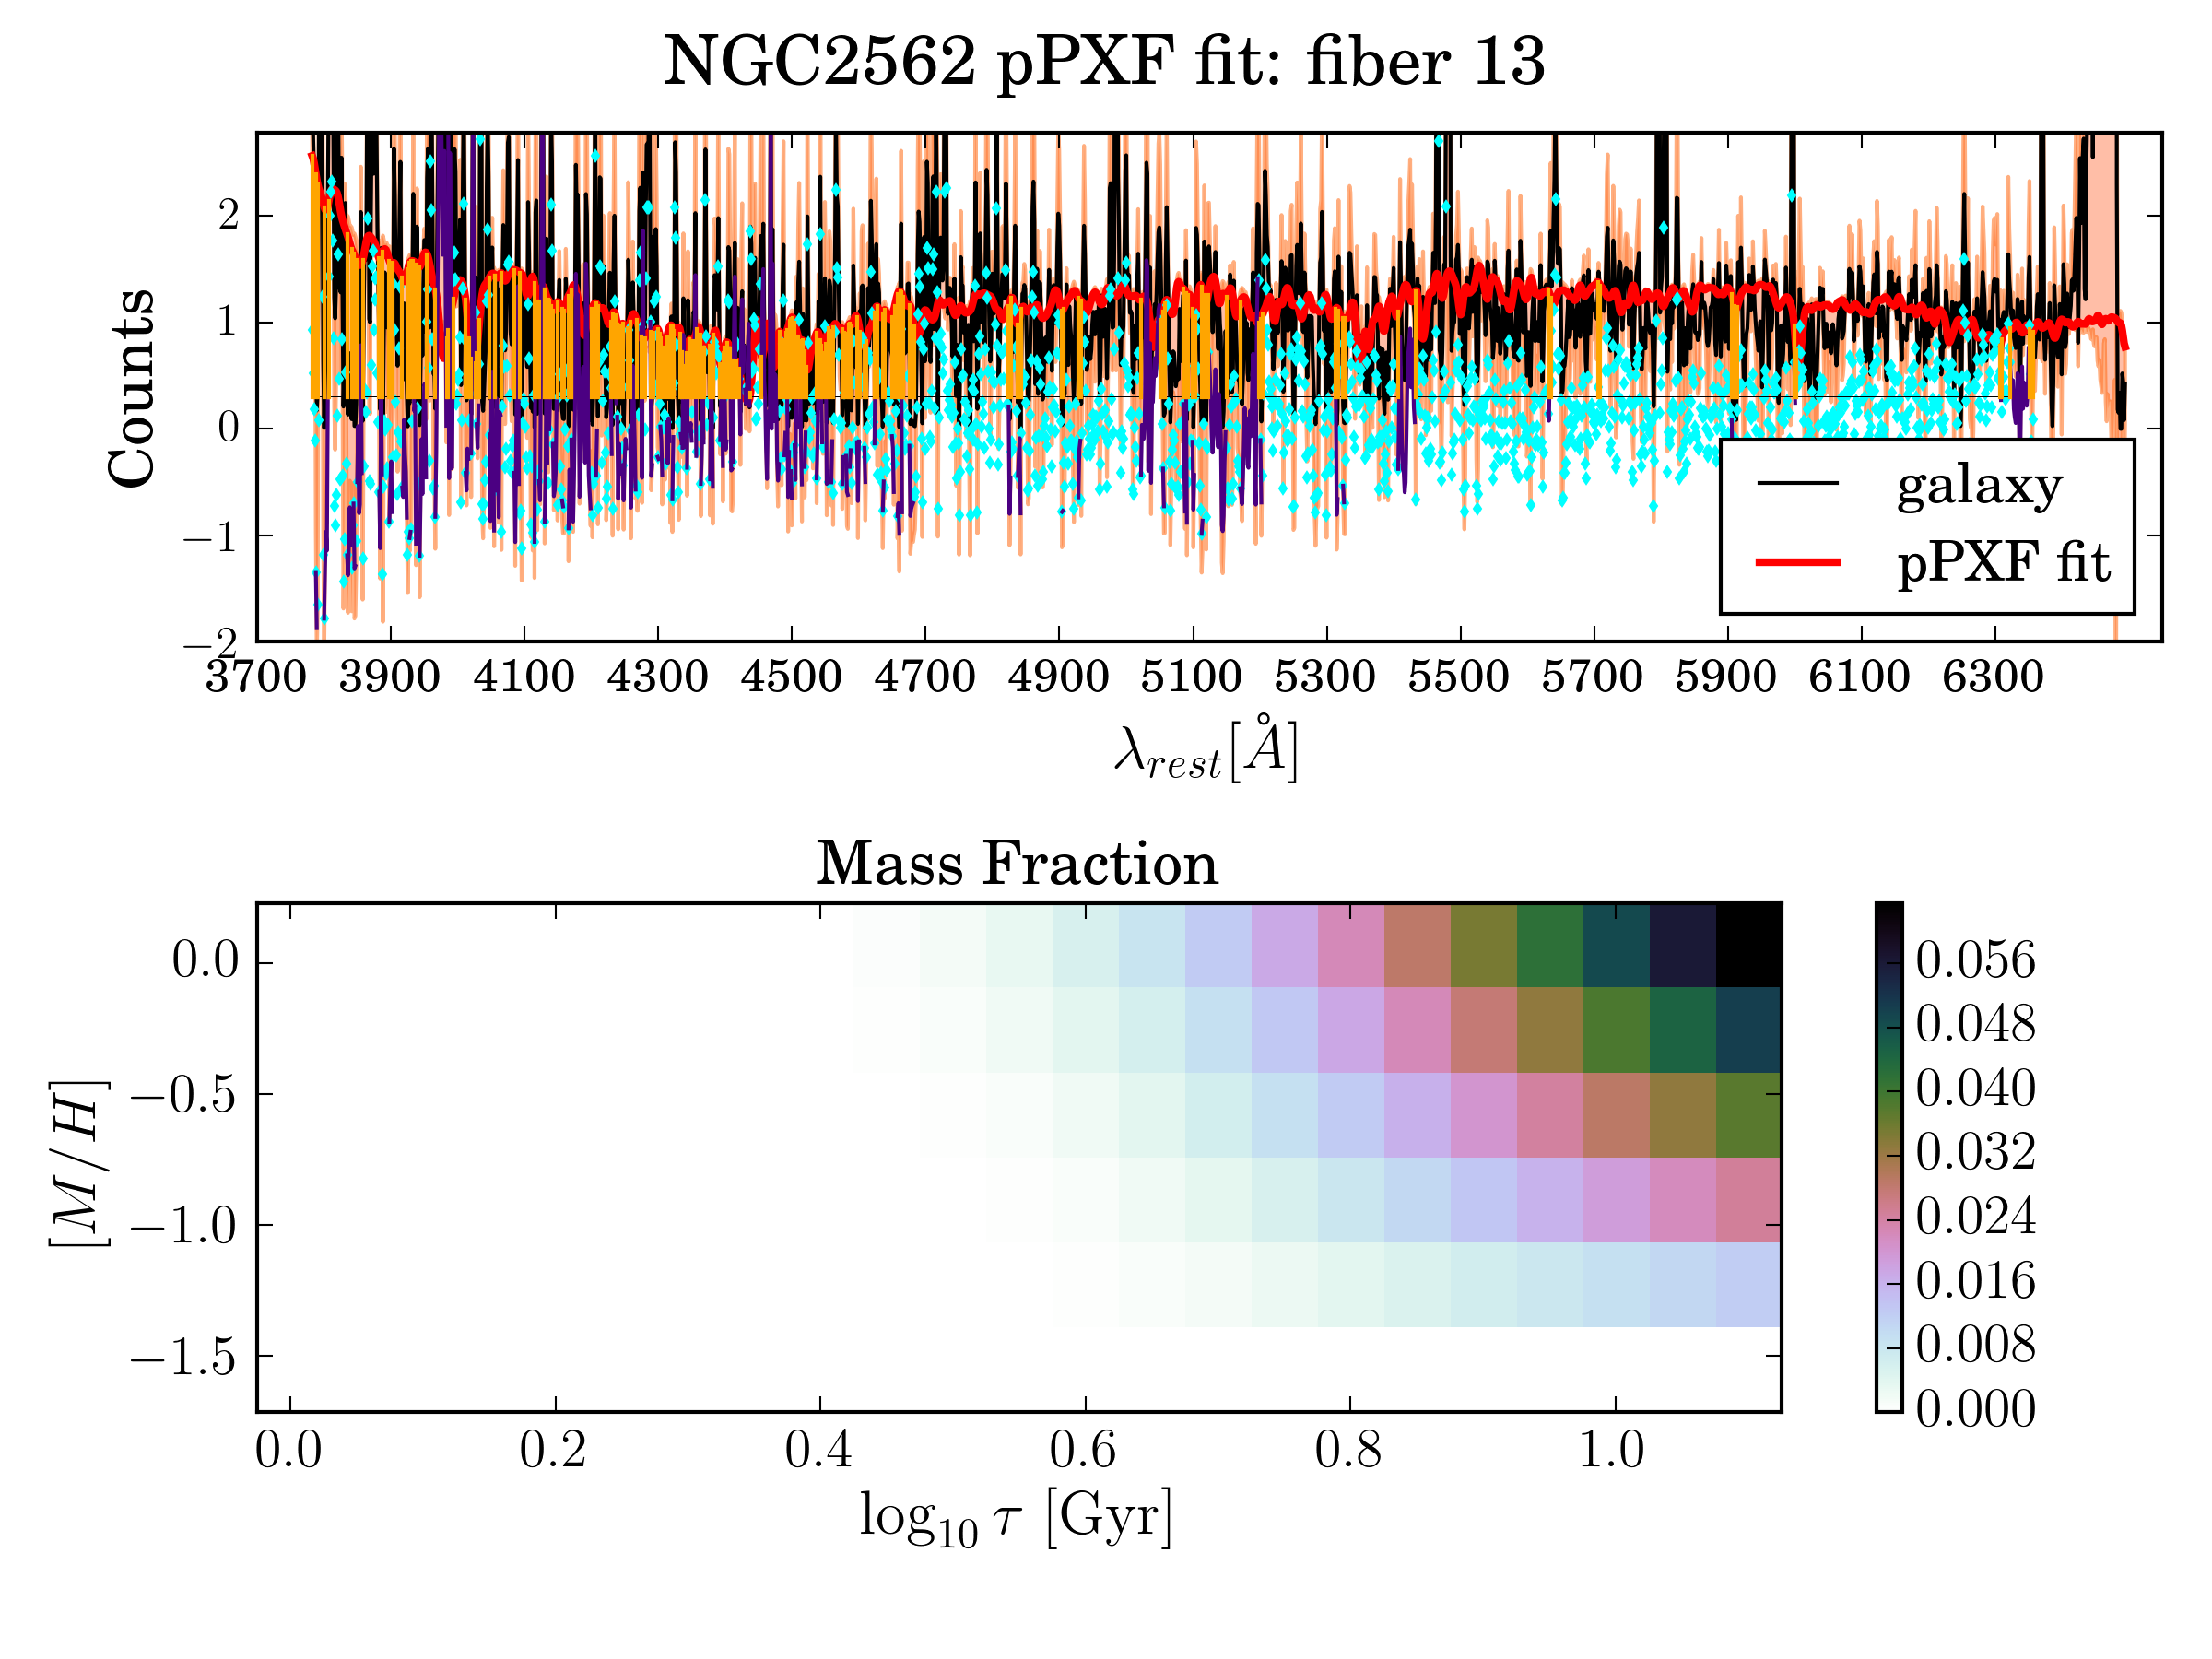 NGC2562 pPXF fit: fiber 13
Counts
2
1
0
−1
−2
galaxy
pPXF fit
3700 3900 4100 4300 4500 4700 4900 5100 5300 5500 5700 5900 6100 6300
λrest[Å]
Mass Fraction
[M/H]
0.0
−0.5
−1.0
−1.5
0.056
0.048
0.040
0.032
0.024
0.016
0.008
0.000
0.0 0.2 0.4 0.6 0.8 1.0
log10 τ [Gyr]